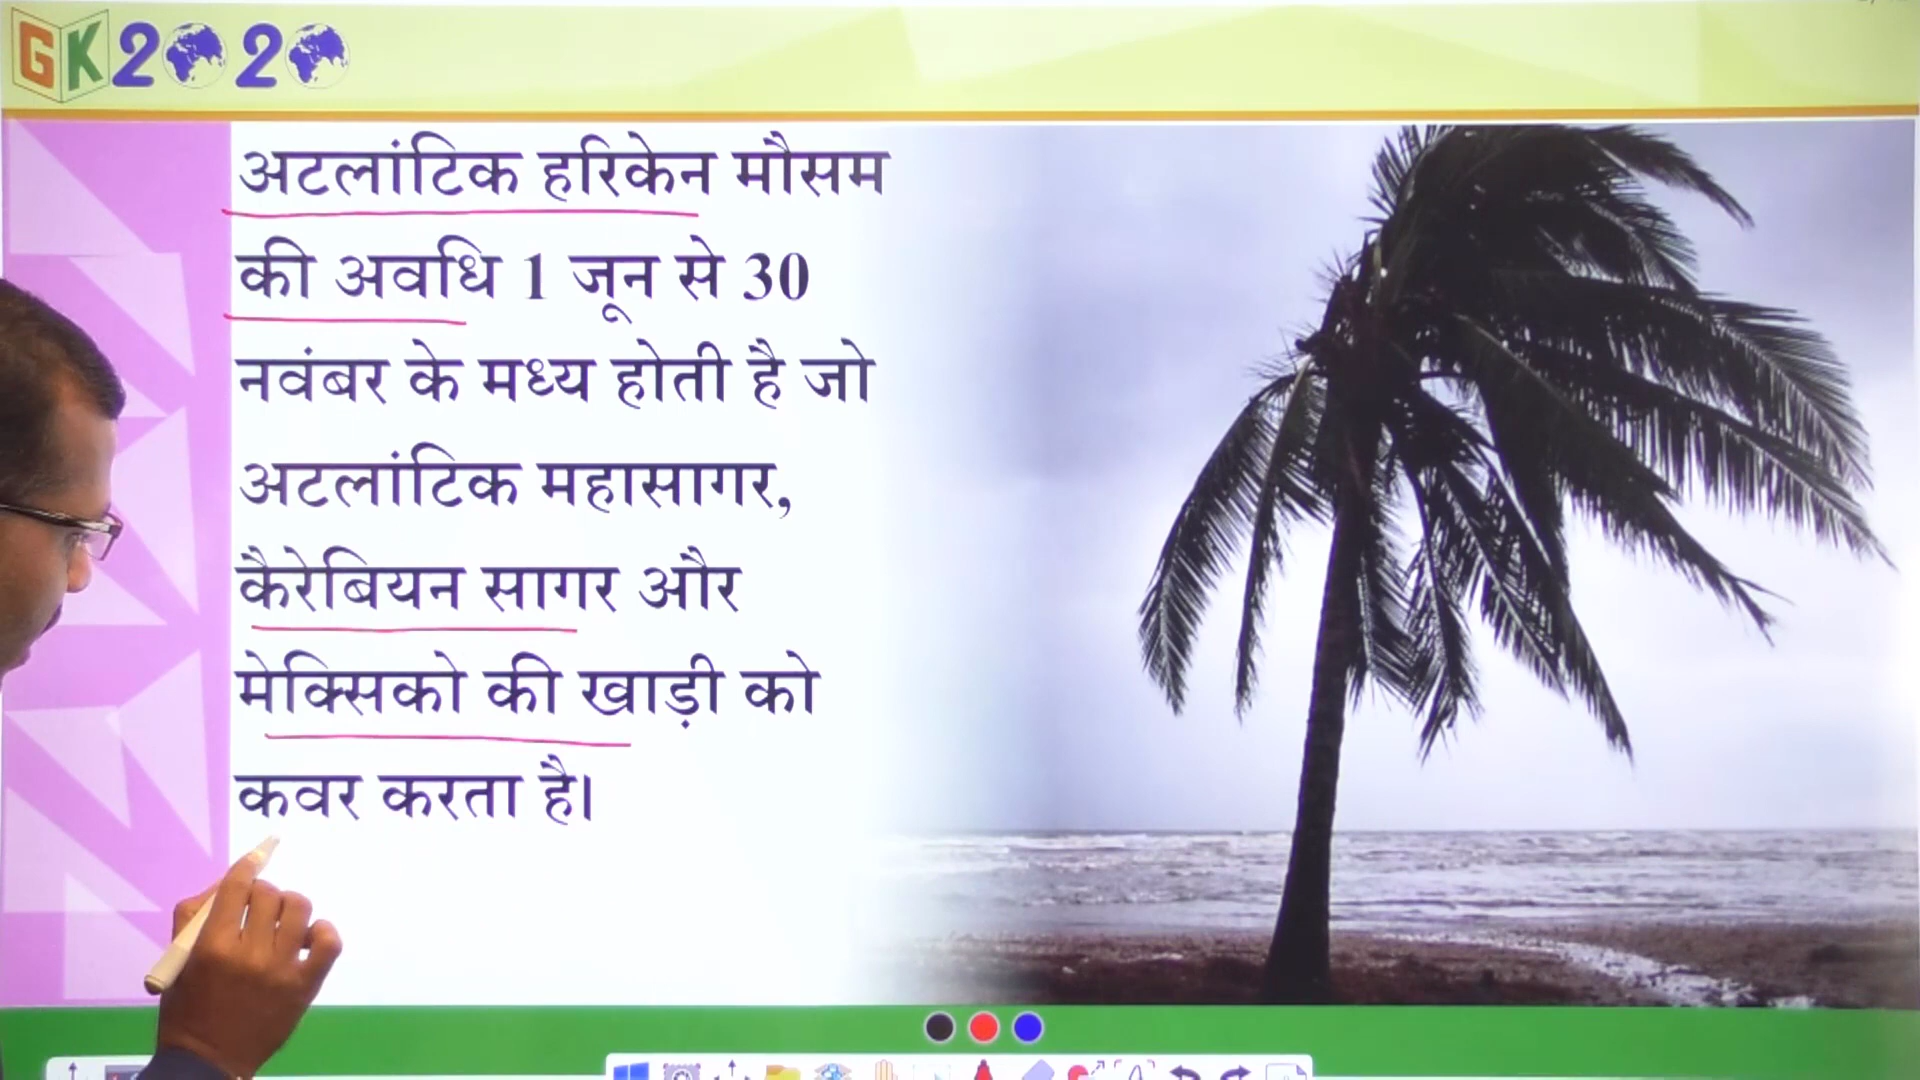 GK2020
अटलांटिक हरिकेन मौसम
की अवधि 1 जून से 30
नवंबर के मध्य होती है जो
अटलांटिक महासागर,
कैरेबियन सागर और
मेक्सिको की खाड़ी को
कवर करता है।